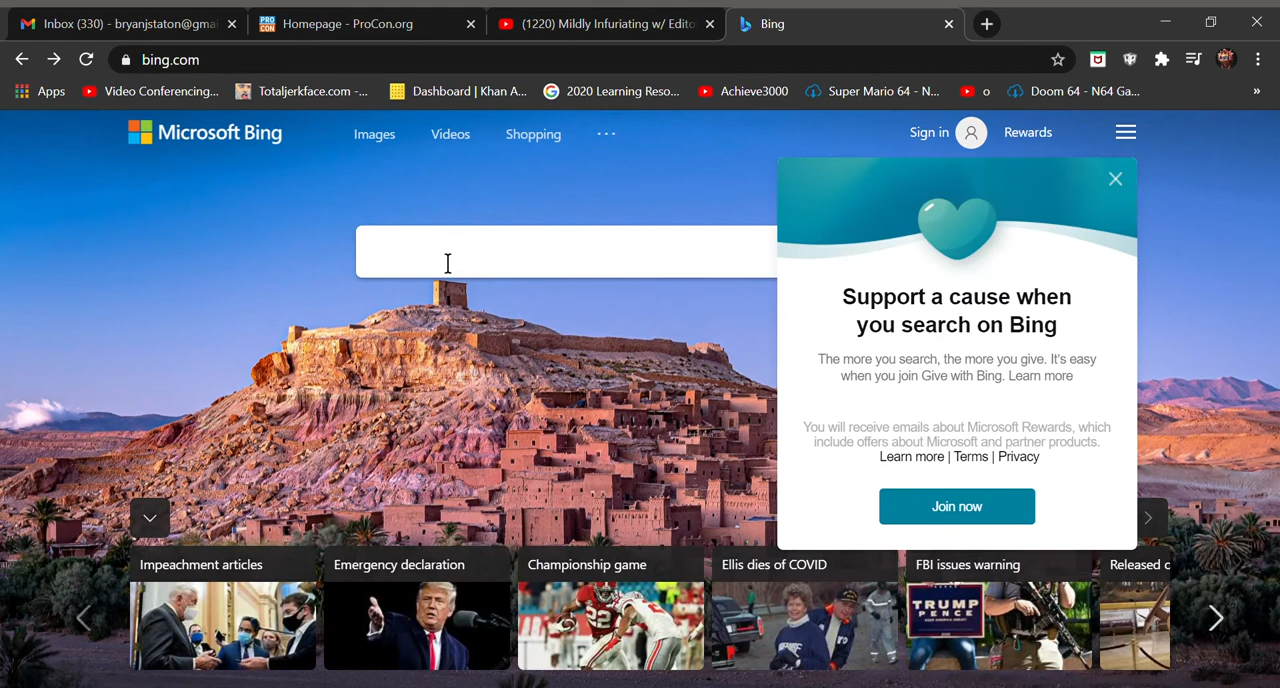 Inbox (330) - bryanjstaton@gmai
Homepage - ProCon.org
(1220) Mildly Infuriating w/ Edito
Bing
bing.com
Apps
Video Conferencing...
Totaljerkface.com -...
Dashboard | Khan A...
2020 Learning Reso...
Achieve3000
Super Mario 64 - N...
o
Doom 64 - N64 Ga...
»
Microsoft Bing
Images
Videos
Shopping
...
Sign in
Rewards
Support a cause when
you search on Bing
The more you search, the more you give. It's easy
when you join Give with Bing. Learn more
You will receive emails about Microsoft Rewards, which
include offers about Microsoft and partner products.
Learn more | Terms | Privacy
Join now
Impeachment articles
Emergency declaration
Championship game
Ellis dies of COVID
FBI issues warning
Released c
TRUMP
PENCE
22